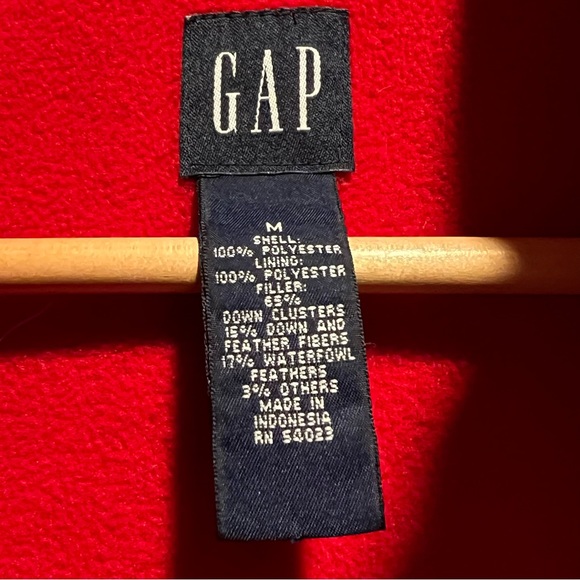 GAP
M
SHELL:
100% POLYESTER
LINING:
100% POLYESTER
FILLER:
65%
DOWN CLUSTERS
15% DOWN AND
FEATHER FIBERS
17% WATERFOWL
FEATHERS
3% OTHERS
MADE IN
INDONESIA
RN 54023